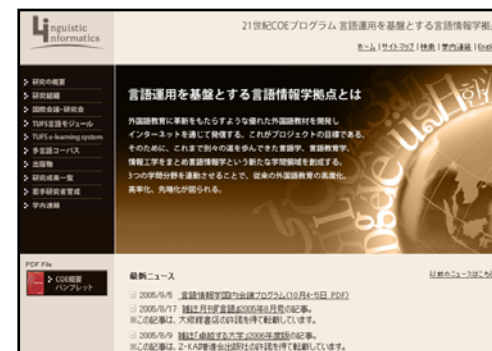 Linguistic
Informatics
21世紀COEプログラム 言語運用を基盤とする言語情報学拠
ホーム | サイトマップ | 検索 | 学内連絡 | Engl
研究の概要
研究組織
国際会議・研究会
TUFS言語モジュール
TUFS e-learning system
多言語コーパス
出版物
研究成果一覧
若手研究者育成
学内連絡
言語運用を基盤とする言語情報学拠点とは
外国語教育に革新をもたらすような優れた外国語教材を開発し
インターネットを通じて発信する。これがプロジェクトの目標である。
そのために、これまで別々の道を歩んできた言語学、言語教育学、
情報工学をまとめ言語情報学という新たな学問領域を創成する。
3つの学問分野を連動させることで、従来の外国語教育の高度化、
高率化、先端化が図られる。
PDF File
COE概要
パンフレット
最新ニュース
以前のニュースはこちら
2005/9/5 言語情報学国内会議プログラム(10月4-5日 PDF)
2005/8/17 雑誌月刊『言語』2005年8月号の記事。
※この記事は、大修館書店の許諾を得て転載しています。
2005/8/9 雑誌『卓越する大学』2006年度版の記事。
※この記事は、Z-KAI増進会出版社の許諾を得て転載しています。